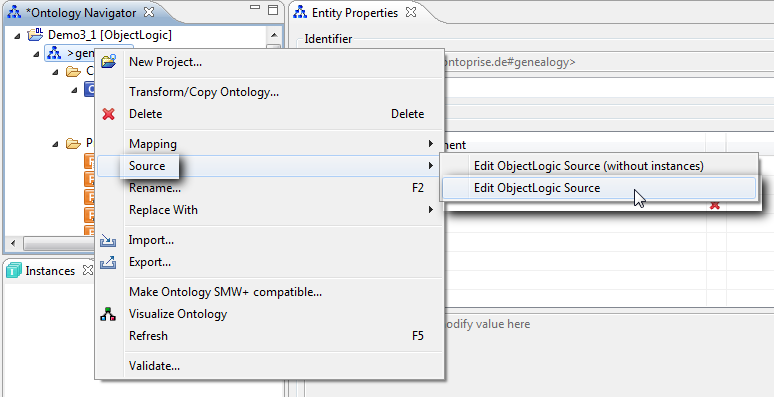 *Ontology Navigator
Entity Properties
Demo3_1 [ObjectLogic]
Identifier
>gen
ontoprise.de#genealogy>
New Project...
Transform/Copy Ontology...
Delete Delete
Mapping
Source
Edit ObjectLogic Source (without instances)
Edit ObjectLogic Source
Rename... F2
Replace With
Import...
Export...
Instances
Make Ontology SMW+ compatible...
Visualize Ontology
odify value here
Refresh F5
Validate...